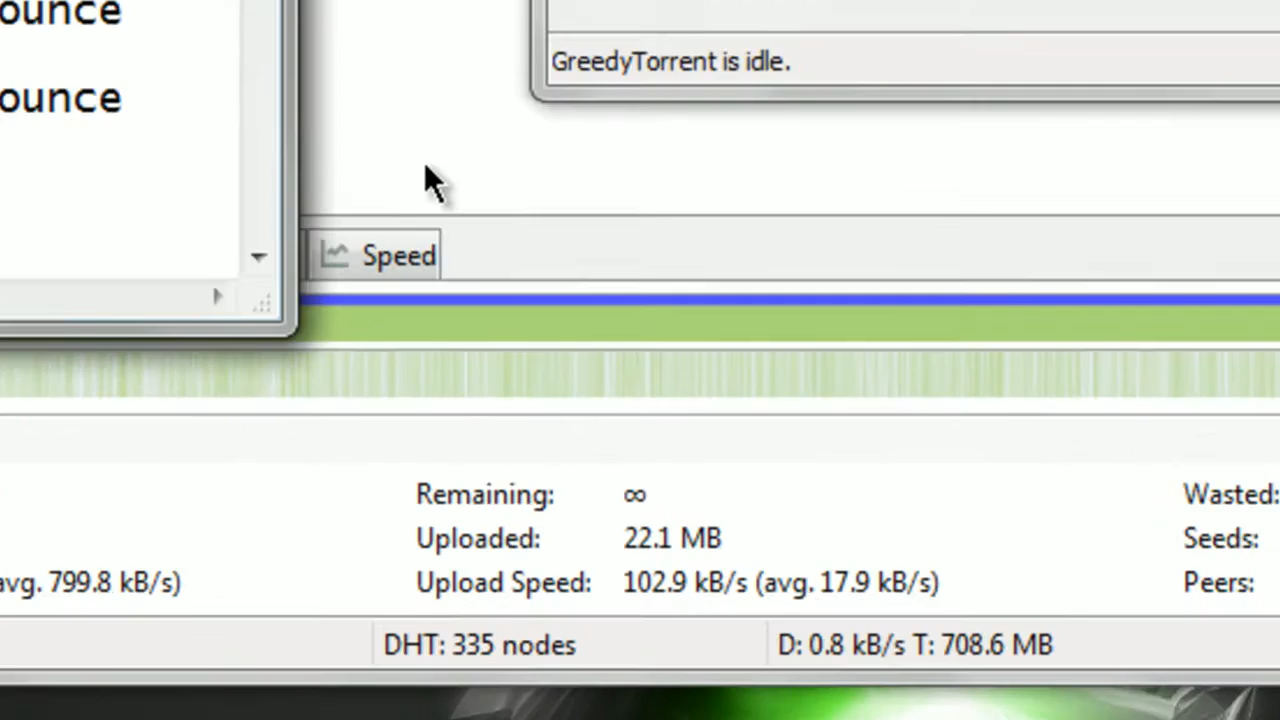 ounce
GreedyTorrent is idle.
ounce
Speed
Remaining: ∞ Wasted:
Uploaded: 22.1 MB Seeds:
avg. 799.8 kB/s) Upload Speed: 102.9 kB/s (avg. 17.9 kB/s) Peers:
DHT: 335 nodes D: 0.8 kB/s T: 708.6 MB